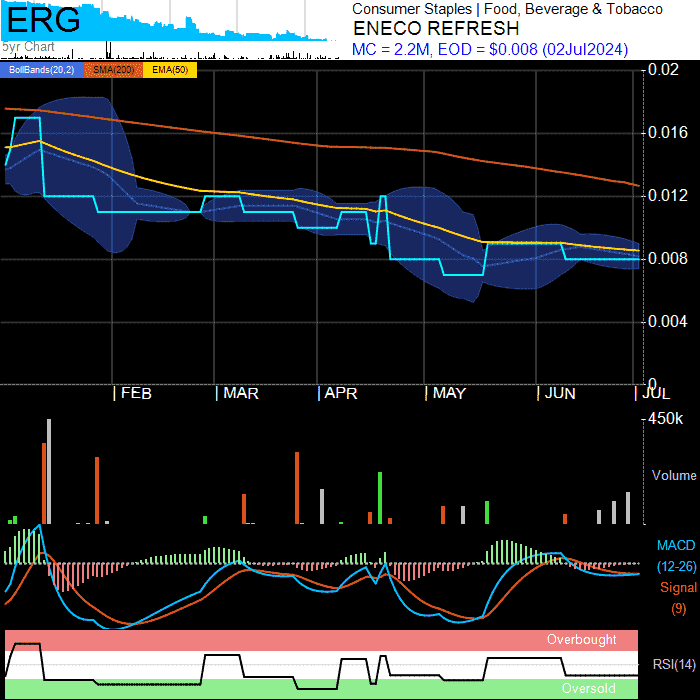 ERG
5yr Chart
Consumer Staples | Food, Beverage & Tobacco
ENECO REFRESH
MC = 2.2M, EOD = $0.008 (02Jul2024)
BollBands(20,2) SMA(200) EMA(50)
0.02
0.016
0.012
0.008
0.004
0
FEB MAR APR MAY JUN JUL
450k
Volume
MACD
(12-26)
Signal
(9)
Overbought
RSI(14)
Oversold